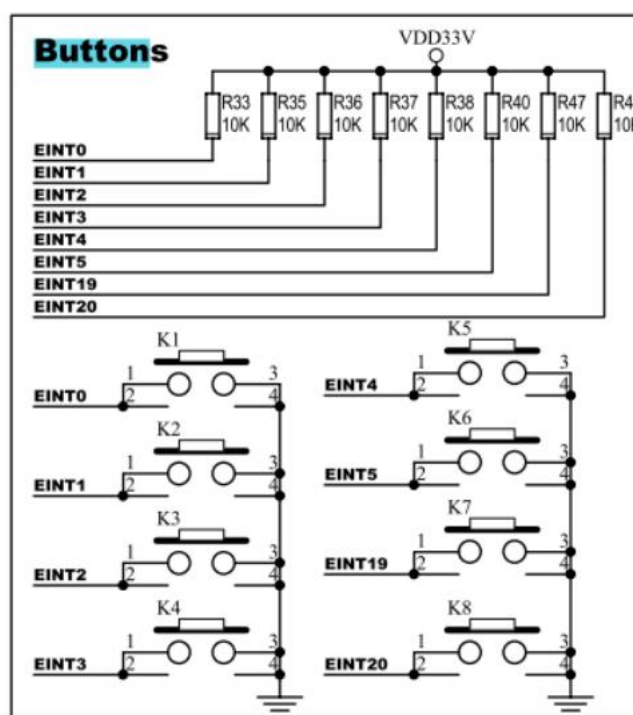 VDD33V
Buttons
R33 R35 R36 R37 R38 R40 R47
10K 10K 10K 10K 10K 10K 10K
EINT0
EINT1
EINT2
EINT3
EINT4
EINT5
EINT19
EINT20
K1
1 3
EINT0 2 4
K2
1 3
EINT1 2 4
K3
1 3
EINT2 2 4
K4
1 3
EINT3 2 4
K5
1 3
EINT4 2 4
K6
1 3
EINT5 2 4
K7
1 3
EINT19 2 4
K8
1 3
EINT20 2 4